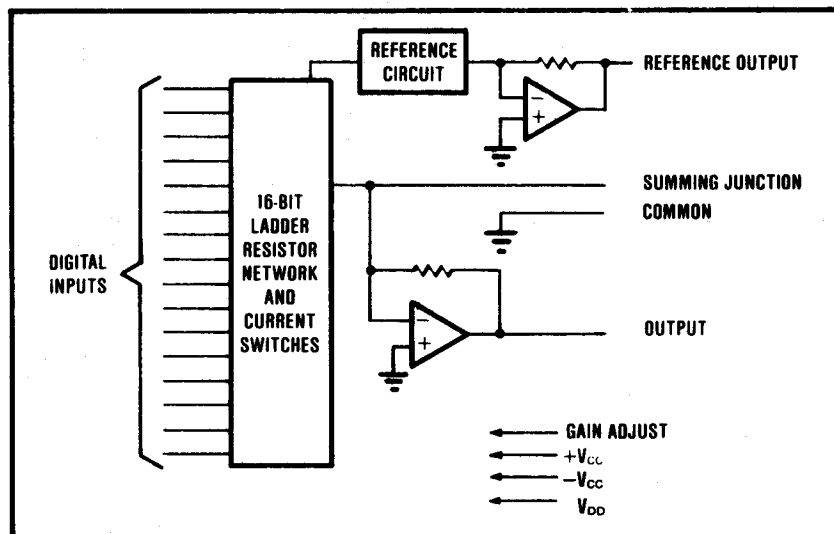 REFERENCE
CIRCUIT
REFERENCE OUTPUT
−
+
SUMMING JUNCTION
COMMON
16-BIT
LADDER
RESISTOR
NETWORK
AND
CURRENT
SWITCHES
DIGITAL
INPUTS
−
+
OUTPUT
GAIN ADJUST
+VCC
−VCC
VDD